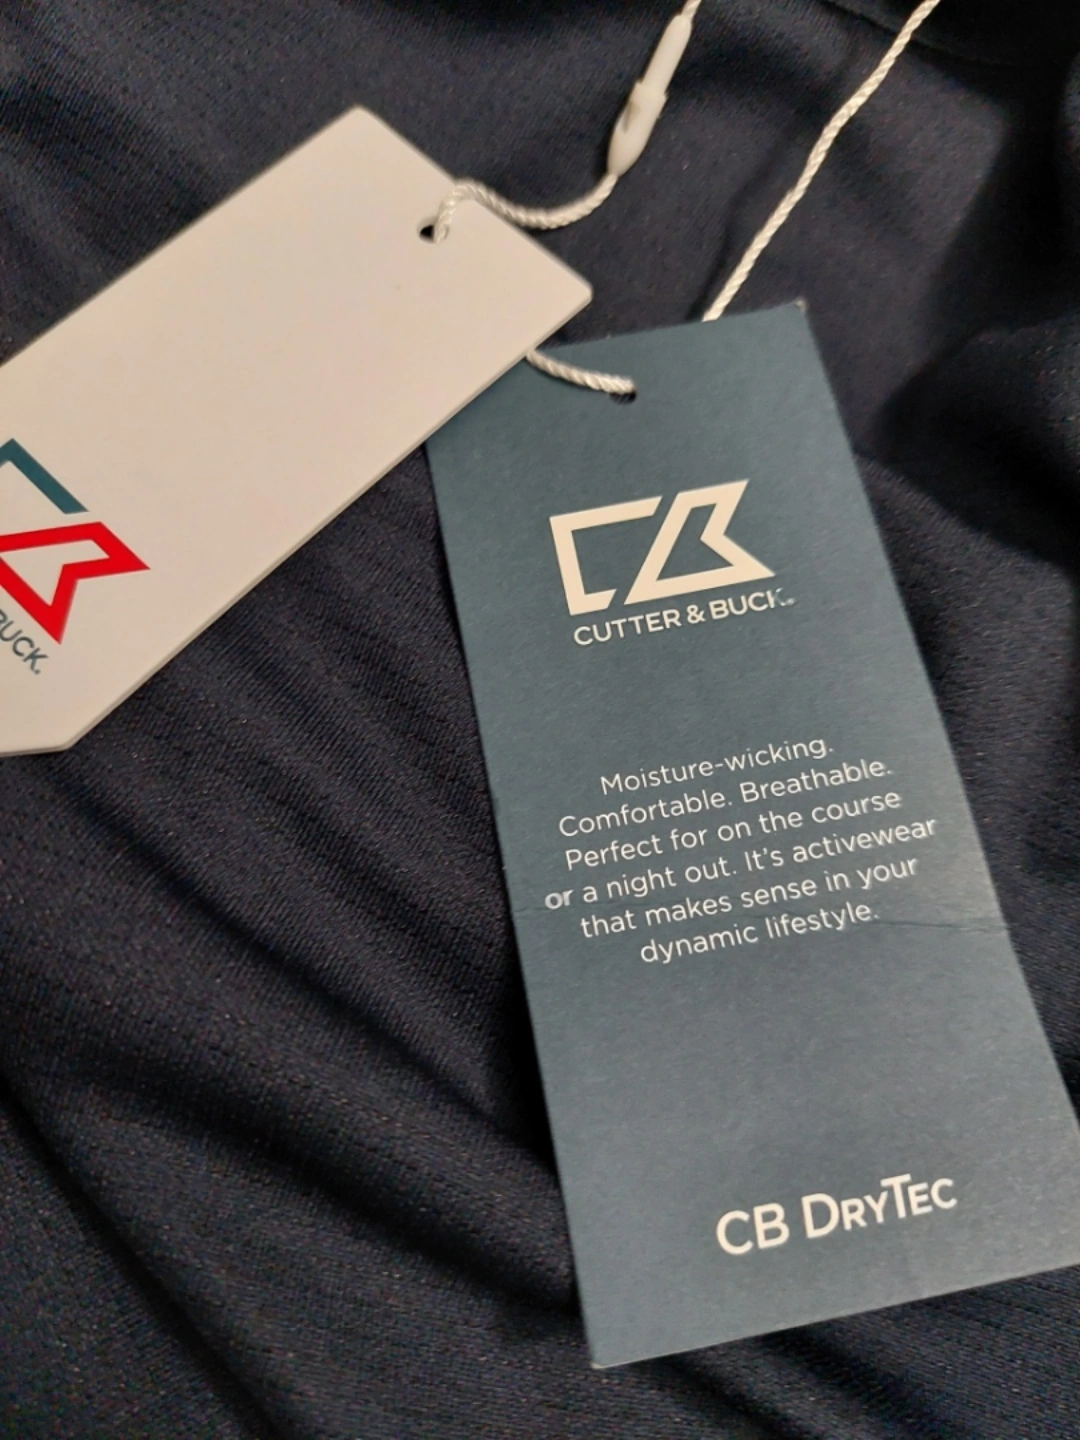 BUCK.
CUTTER & BUCK®
Moisture-wicking.
Comfortable. Breathable.
Perfect for on the course
or a night out. It's activewear
that makes sense in your
dynamic lifestyle.
CB DRYTEC